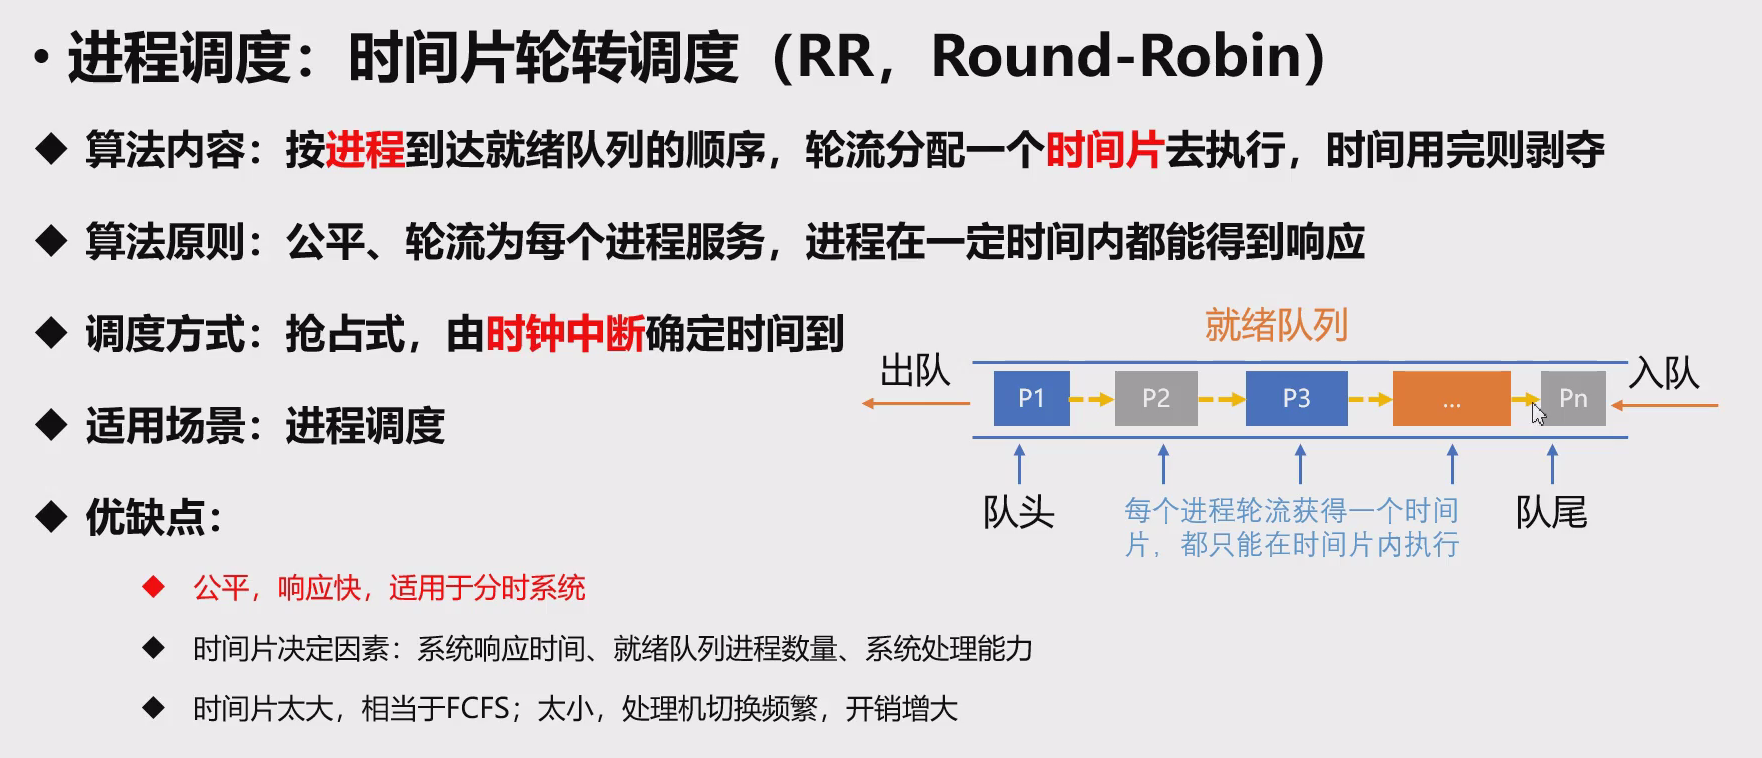 • 进程调度：时间片轮转调度（RR，Round-Robin）
◆ 算法内容：按进程到达就绪队列的顺序，轮流分配一个时间片去执行，时间用完则剥夺
◆ 算法原则：公平、轮流为每个进程服务，进程在一定时间内都能得到响应
◆ 调度方式：抢占式，由时钟中断确定时间到
就绪队列
出队
P1
P2
P3
...
Pn
入队
队头
每个进程轮流获得一个时间
片，都只能在时间片内执行
队尾
◆ 适用场景：进程调度
◆ 优缺点：
◆ 公平，响应快，适用于分时系统
◆ 时间片决定因素：系统响应时间、就绪队列进程数量、系统处理能力
◆ 时间片太大，相当于FCFS；太小，处理机切换频繁，开销增大